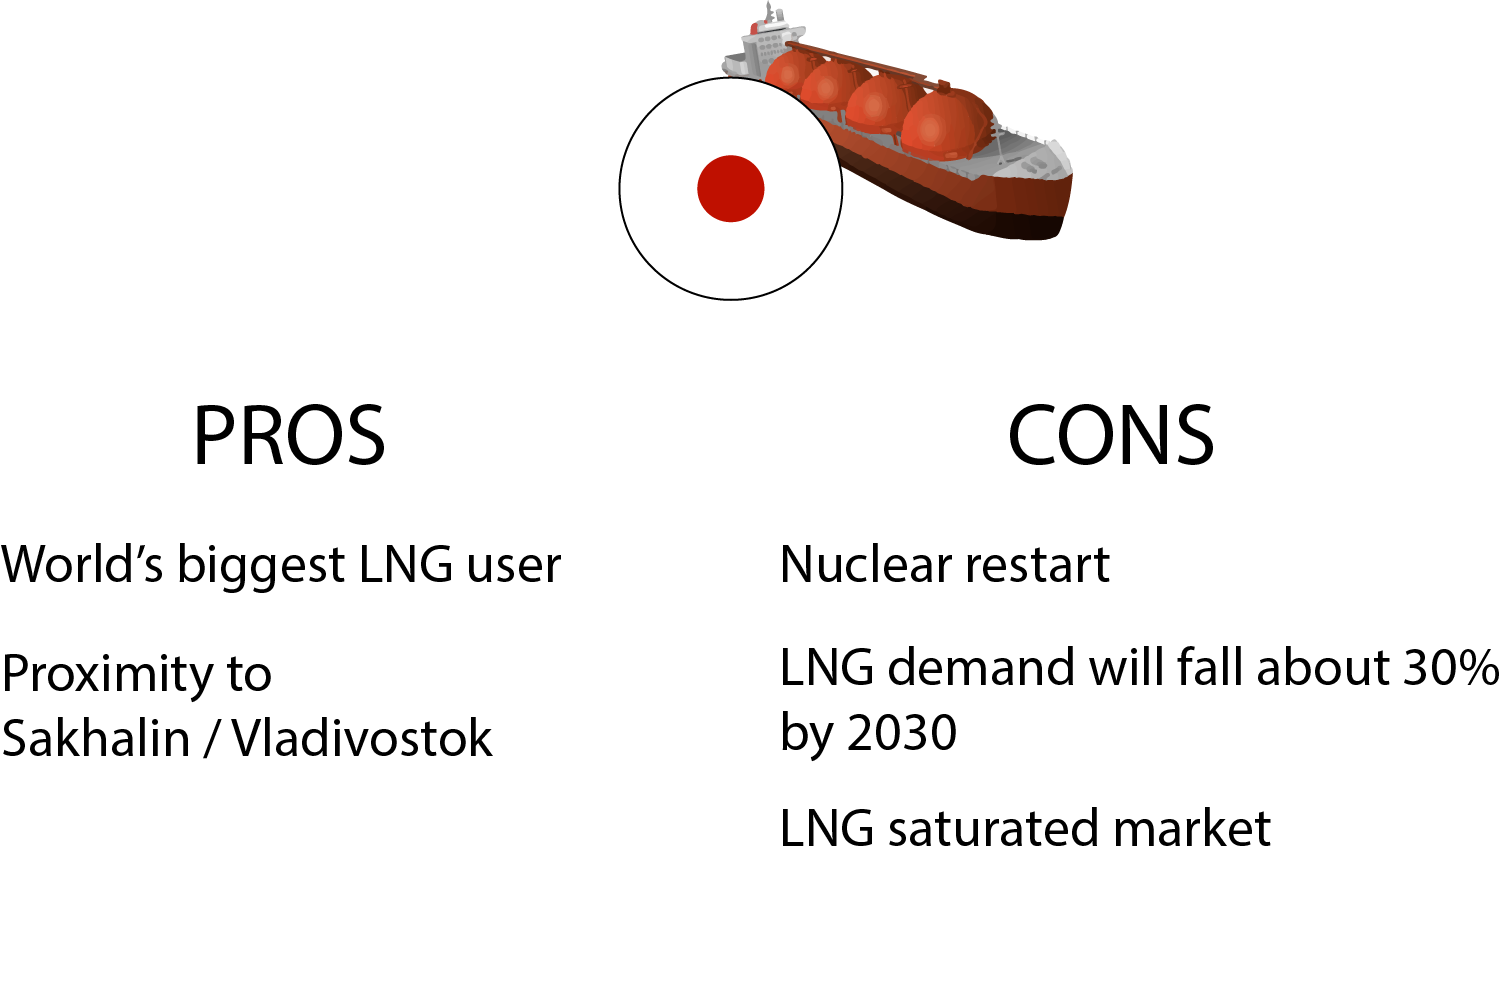 PROS
World’s biggest LNG user
Proximity to
Sakhalin / Vladivostok
CONS
Nuclear restart
LNG demand will fall about 30%
by 2030
LNG saturated market